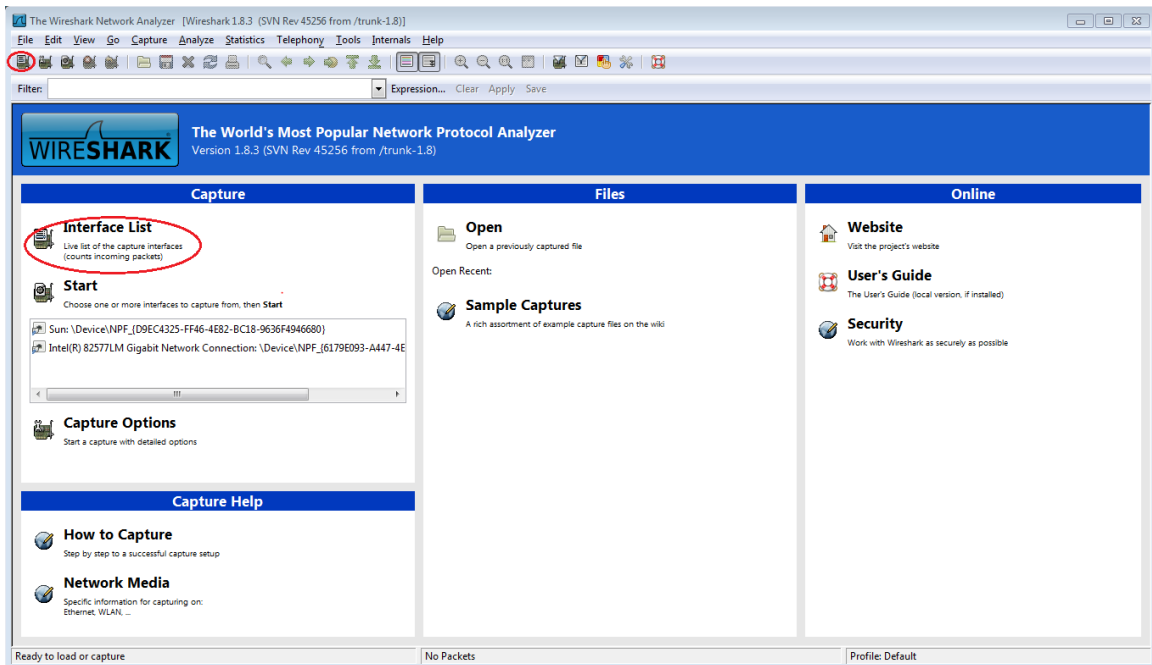 The Wireshark Network Analyzer [Wireshark 1.8.3 (SVN Rev 45256 from /trunk-1.8)]
File Edit View Go Capture Analyze Statistics Telephony Tools Internals Help
Filter: Expression... Clear Apply Save
WIRESHARK
The World's Most Popular Network Protocol Analyzer
Version 1.8.3 (SVN Rev 45256 from /trunk-1.8)
Capture
Interface List
Live list of the capture interfaces
(counts incoming packets)
Start
Choose one or more interfaces to capture from, then Start
Sun: \Device\NPF_{D9EC4325-FF46-4E82-BC18-9636F4946680}
Intel(R) 82577LM Gigabit Network Connection: \Device\NPF_{6179E093-A447-4E
Capture Options
Start a capture with detailed options
Capture Help
How to Capture
Step by step to a successful capture setup
Network Media
Specific information for capturing on:
Ethernet, WLAN, ...
Files
Open
Open a previously captured file
Open Recent:
Sample Captures
A rich assortment of example capture files on the wiki
Online
Website
Visit the project's website
User's Guide
The User's Guide (local version, if installed)
Security
Work with Wireshark as securely as possible
Ready to load or capture
No Packets
Profile: Default